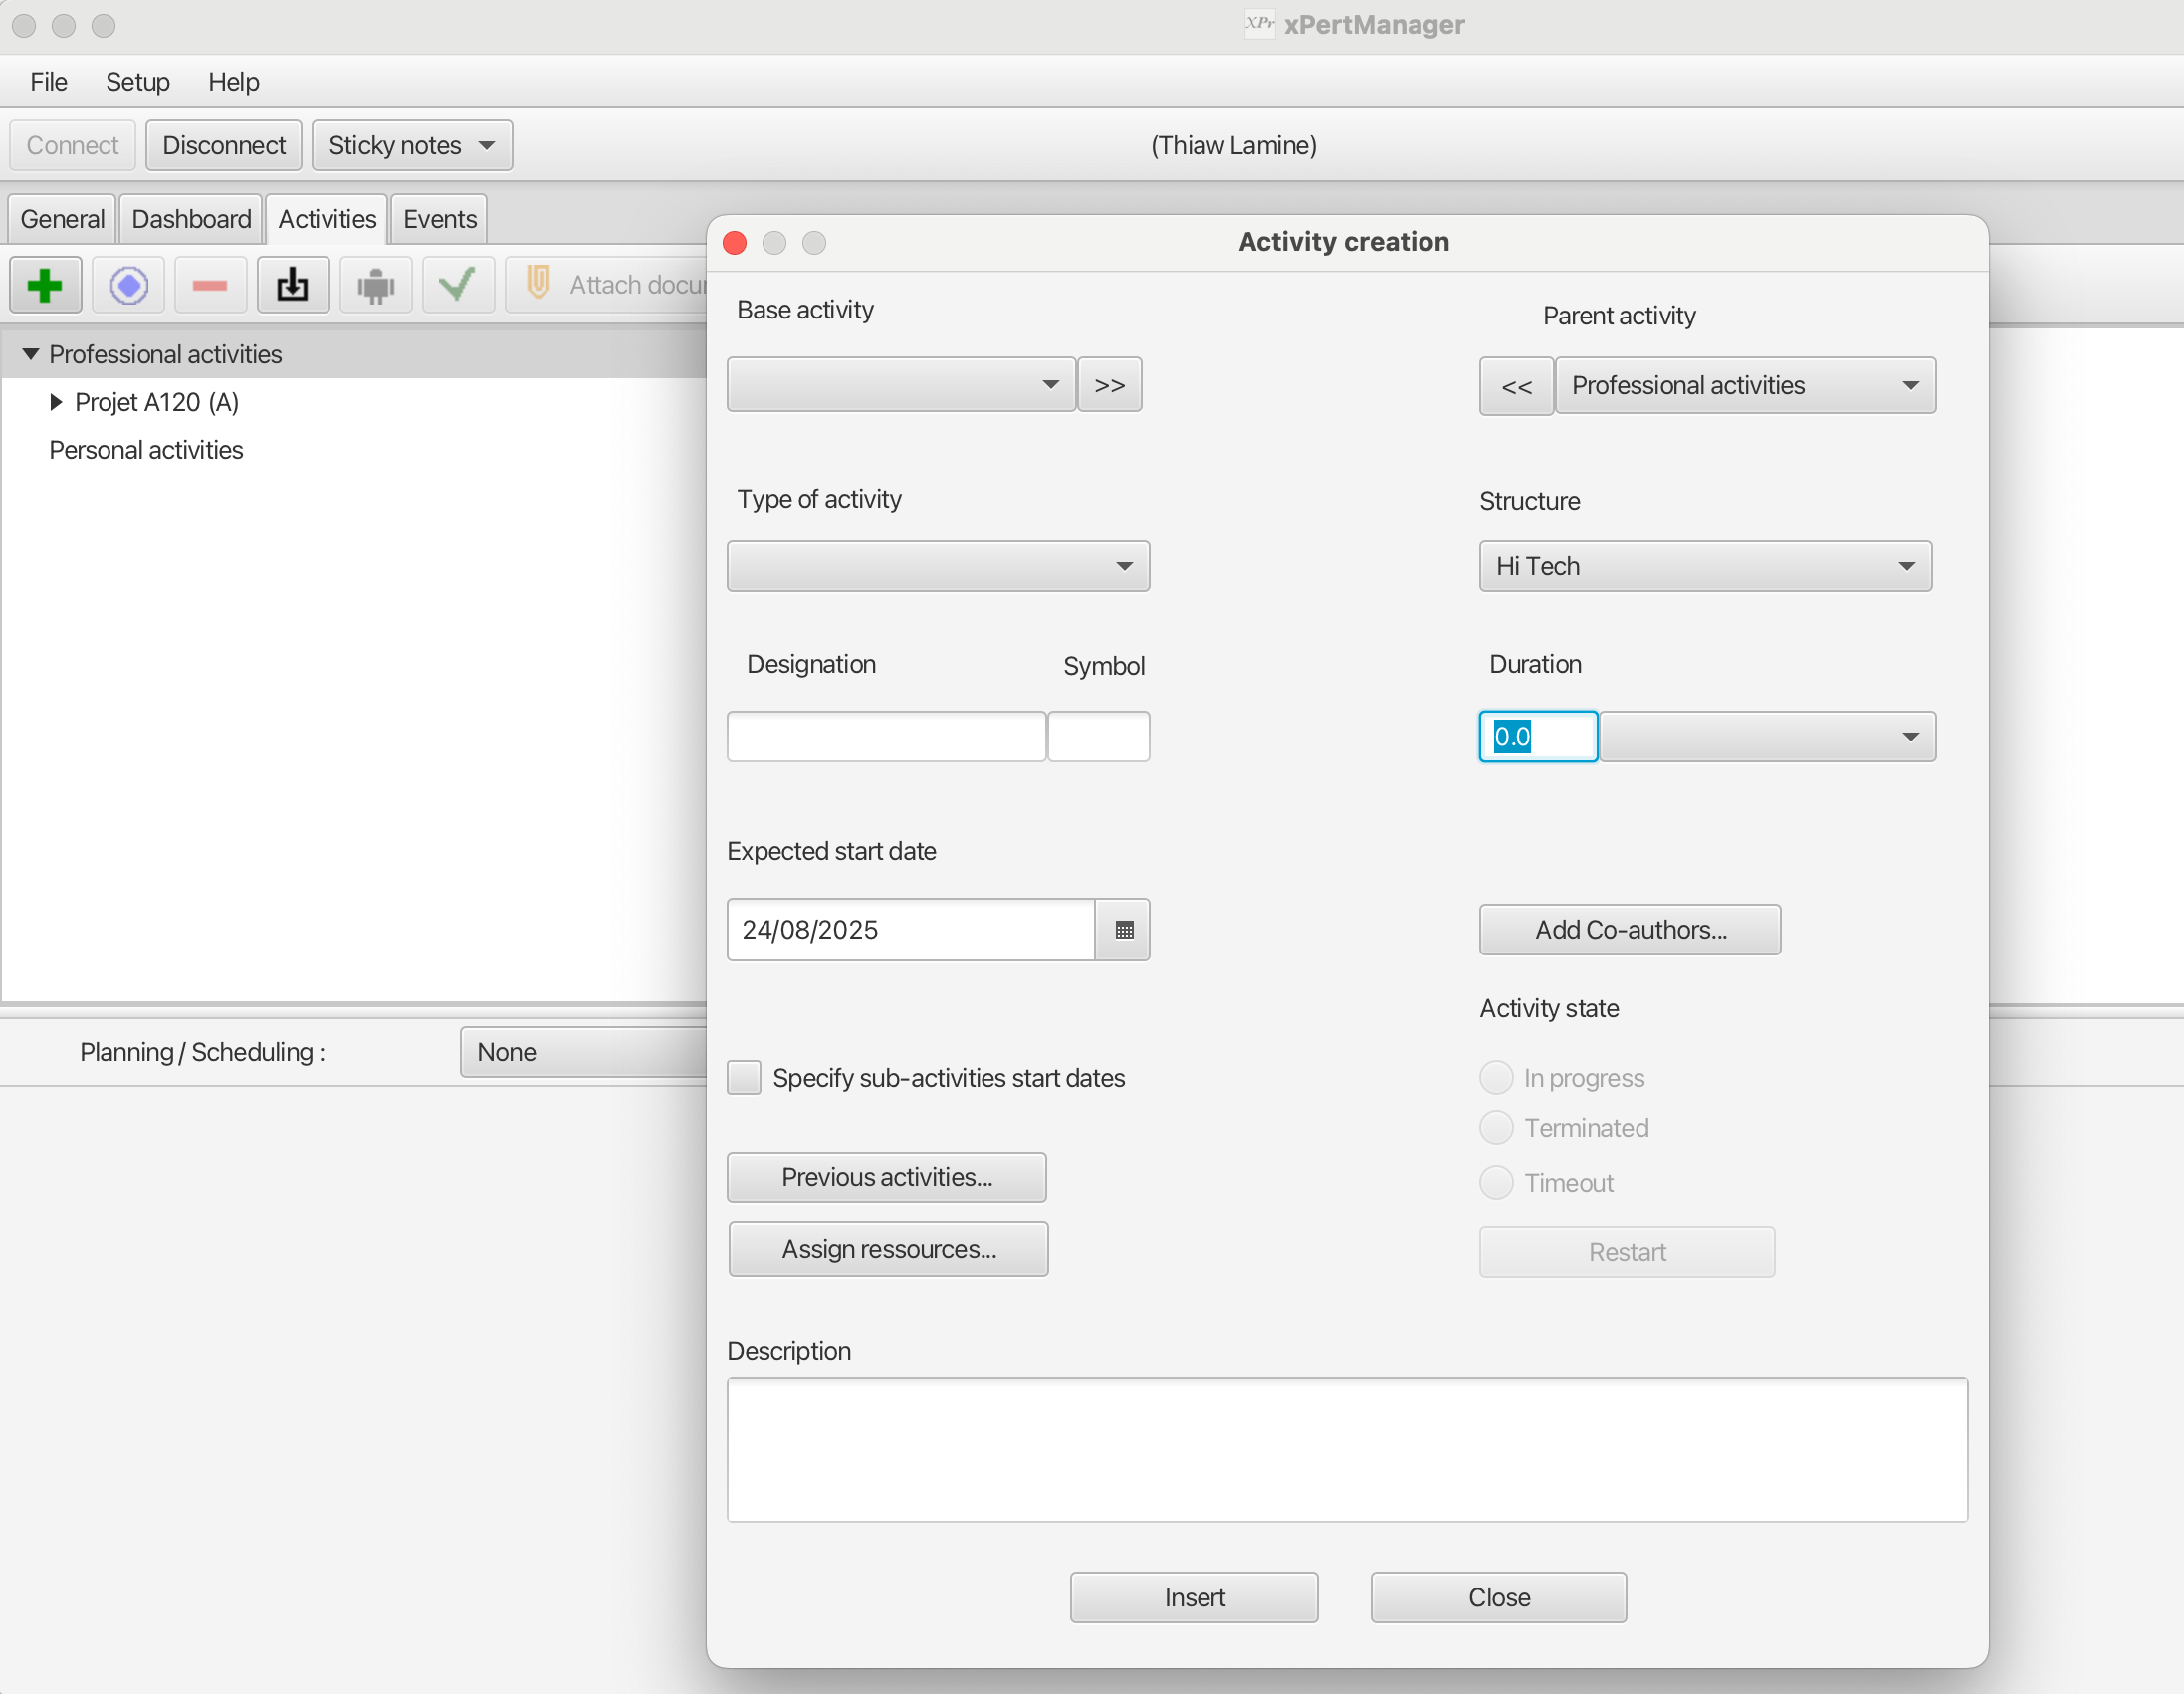 XPr xPertManager
File Setup Help
Connect Disconnect Sticky notes (Thiaw Lamine)
General Dashboard Activities Events
Attach docu
Professional activities
Projet A120 (A)
Personal activities
Planning / Scheduling : None
Activity creation
Base activity Parent activity
>> << Professional activities
Type of activity Structure
Hi Tech
Designation Symbol Duration
0.0
Expected start date
24/08/2025 Add Co-authors...
Activity state
Specify sub-activities start dates In progress
Terminated
Previous activities... Timeout
Assign ressources... Restart
Description
Insert Close